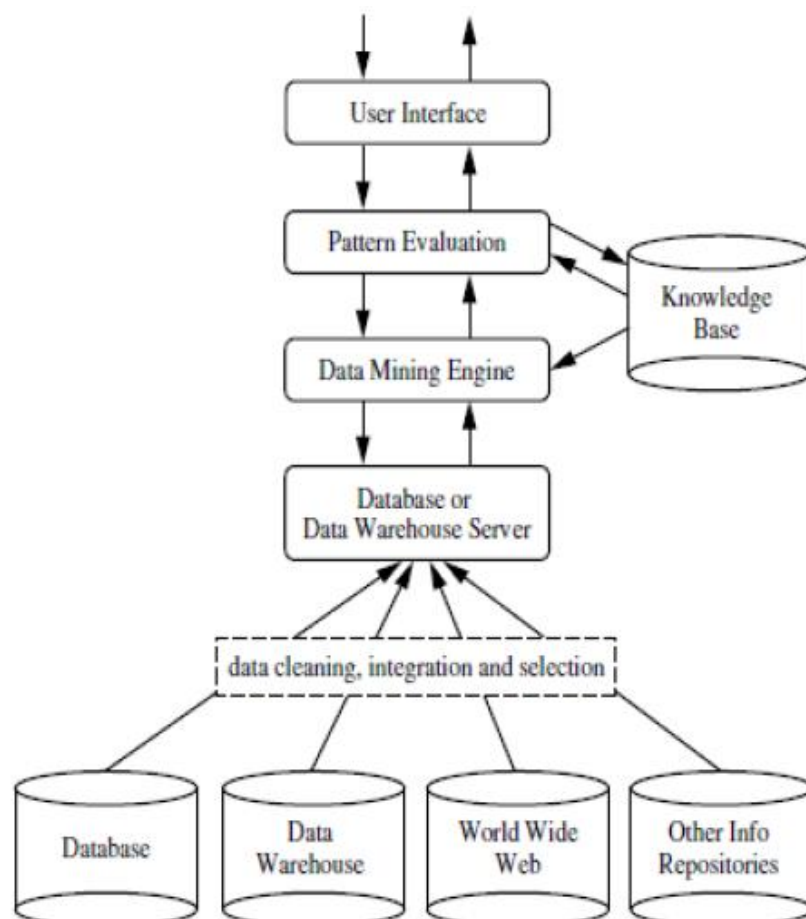 User Interface
Pattern Evaluation
Knowledge
Base
Data Mining Engine
Database or
Data Warehouse Server
data cleaning, integration and selection
Database
Data
Warehouse
World Wide
Web
Other Info
Repositories